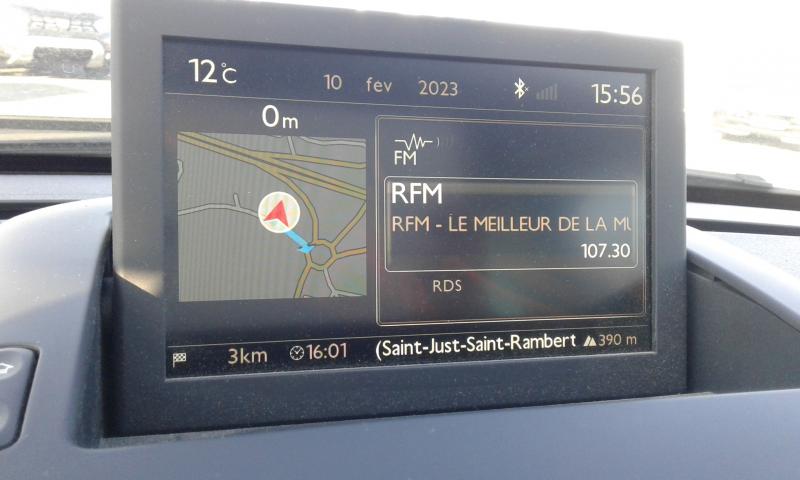 12°C 10 fev 2023 15:56
0m
FM
RFM
RFM - LE MEILLEUR DE LA MU
107.30
RDS
3km 16:01 (Saint-Just-Saint-Rambert 390 m